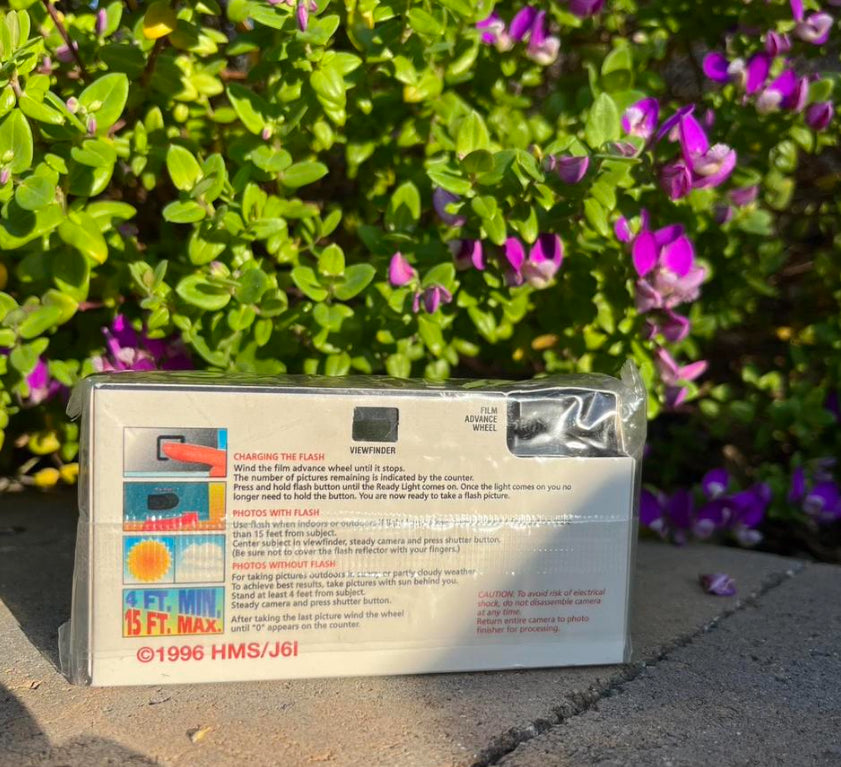 FILM
ADVANCE
WHEEL
VIEWFINDER
CHARGING THE FLASH
Wind the film advance wheel until it stops.
The number of pictures remaining is indicated by the counter.
Press and hold flash button until the Ready Light comes on. Once the light comes on you no
longer need to hold the button. You are now ready to take a flash picture.
PHOTOS WITH FLASH
Use flash when indoors or outdoors if
than 15 feet from subject.
Center subject in viewfinder, steady camera and press shutter button.
(Be sure not to cover the flash reflector with your fingers.)
PHOTOS WITHOUT FLASH
For taking pictures outdoors in sunny, or partly cloudy weather.
To achieve best results, take pictures with sun behind you.
Stand at least 4 feet from subject.
Steady camera and press shutter button.
After taking the last picture wind the wheel
until "0" appears on the counter.
4 FT. MIN.
15 FT. MAX.
CAUTION: To avoid risk of electrical
shock, do not disassemble camera
at any time.
Return entire camera to photo
finisher for processing.
©1996 HMS/J6I